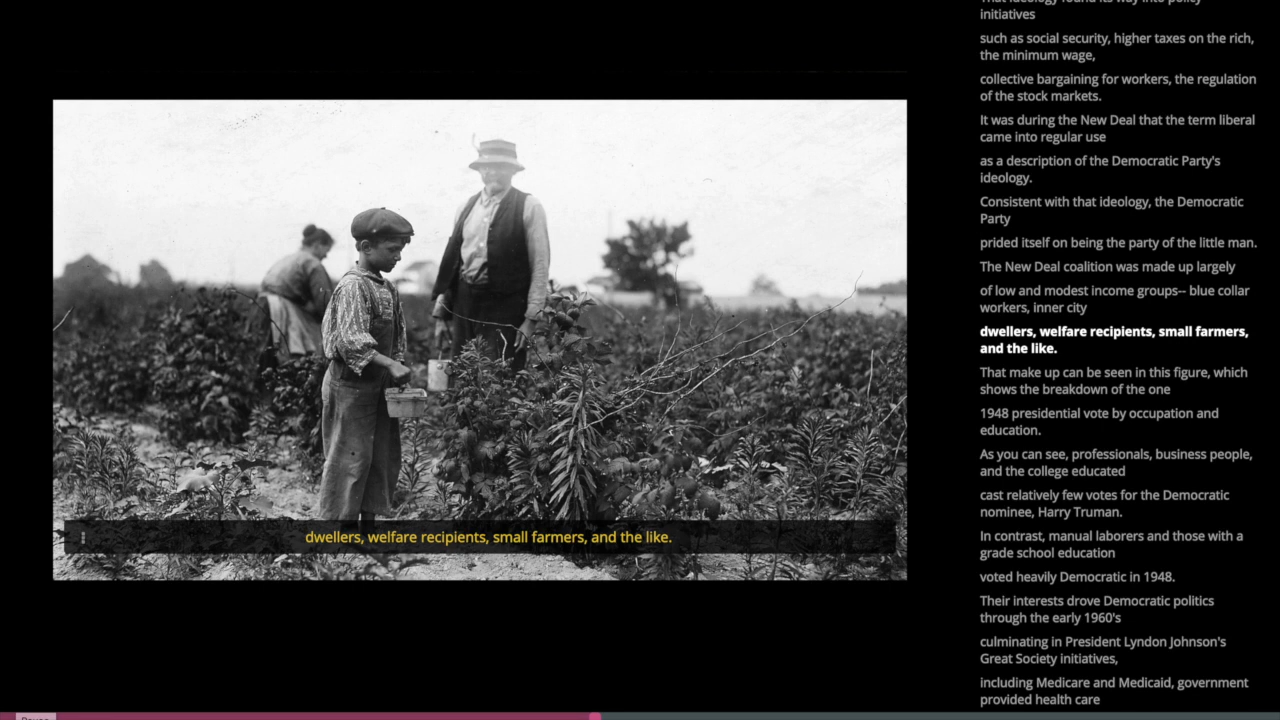 initiatives
such as social security, higher taxes on the rich,
the minimum wage,
collective bargaining for workers, the regulation
of the stock markets.
It was during the New Deal that the term liberal
came into regular use
as a description of the Democratic Party's
ideology.
Consistent with that ideology, the Democratic
Party
prided itself on being the party of the little man.
The New Deal coalition was made up largely
of low and modest income groups-- blue collar
workers, inner city
dwellers, welfare recipients, small farmers,
and the like.
That make up can be seen in this figure, which
shows the breakdown of the one
1948 presidential vote by occupation and
education.
As you can see, professionals, business people,
and the college educated
cast relatively few votes for the Democratic
nominee, Harry Truman.
In contrast, manual laborers and those with a
grade school education
voted heavily Democratic in 1948.
Their interests drove Democratic politics
through the early 1960's
culminating in President Lyndon Johnson's
Great Society initiatives,
including Medicare and Medicaid, government
provided health care
dwellers, welfare recipients, small farmers, and the like.